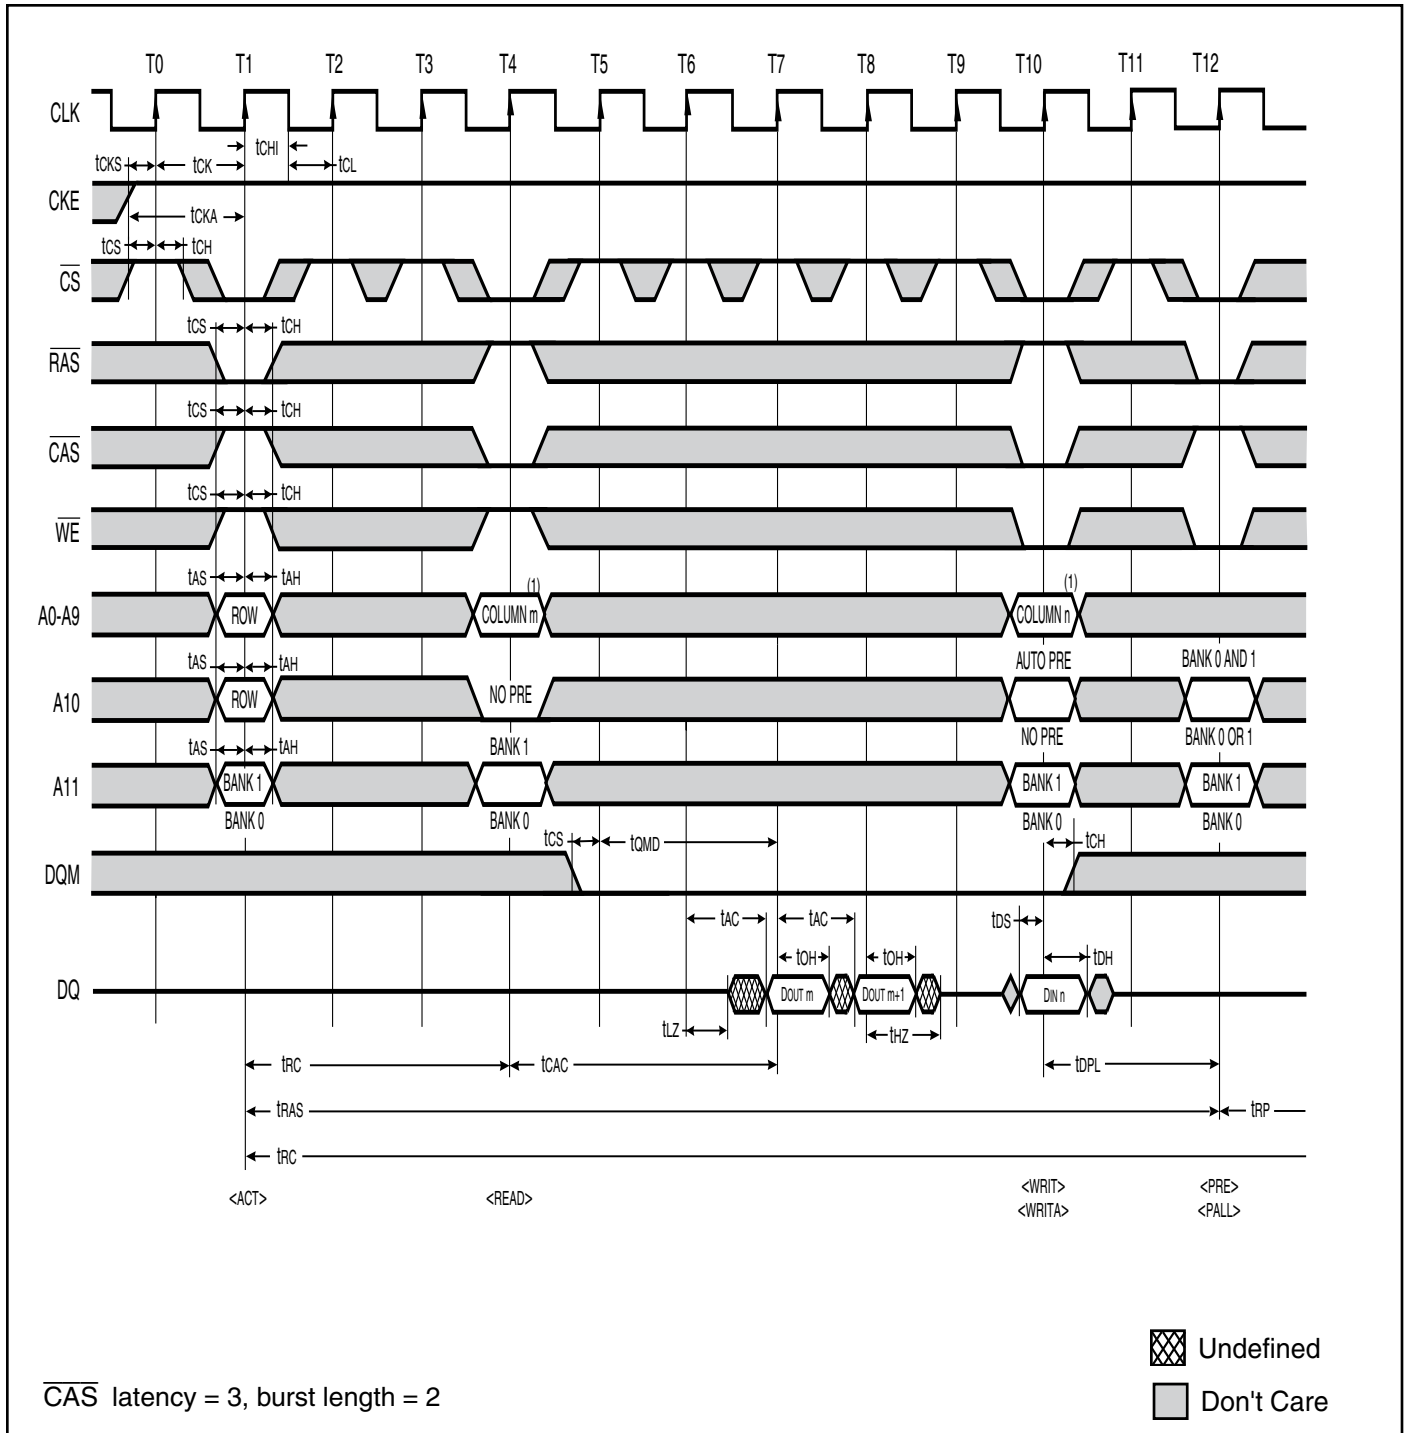 T0 T1 T2 T3 T4 T5 T6 T7 T8 T9 T10 T11 T12
CLK
tCHI
tCKS tCK tCL
CKE
tCKA
tCS tCH
CS
tCS tCH
RAS
tCS tCH
CAS
tCS tCH
WE
tAS tAH (1) (1)
A0-A9 ROW COLUMN m COLUMN n
tAS tAH AUTO PRE BANK 0 AND 1
A10 ROW NO PRE
NO PRE BANK 0 OR 1
tAS tAH BANK 1
A11 BANK 1 BANK 1 BANK 1
BANK 0 BANK 0 BANK 0 BANK 0
tCS tQMD tCH
DQM
tAC tAC tDS
tOH tOH tDH
DQ DOUT m DOUT m+1 DIN n
tLZ tHZ
tRC tCAC tDPL
tRAS tRP
tRC
<ACT> <READ> <WRIT> <PRE>
<WRITA> <PALL>
Undefined
CAS latency = 3, burst length = 2
Don't Care